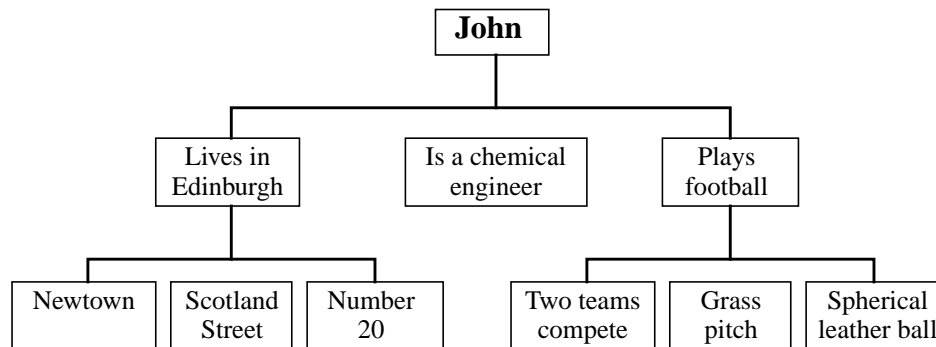 John
Lives in
Edinburgh
Is a chemical
engineer
Plays
football
Newtown
Scotland
Street
Number
20
Two teams
compete
Grass
pitch
Spherical
leather ball